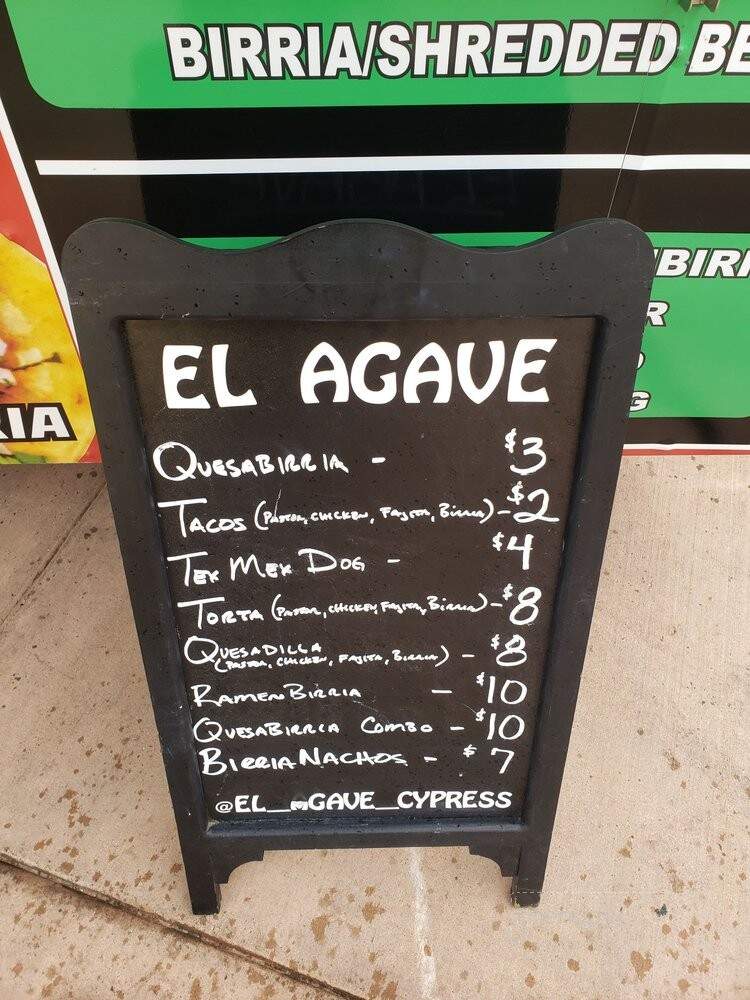 BIRRIA/SHREDDED BE
BIRI
R
G
RIA
EL AGAVE
QUESABIRRIA - $3
TACOS (PASTOR, CHICKEN, FAJITA, BIRRIA) - $2
TEX MEX DOG - $4
TORTA (PASTOR, CHICKEN, FAJITA, BIRRIA) - $8
QUESADILLA
(PASTOR, CHICKEN, FAJITA, BIRRIA) - $8
RAMEN BIRRIA - $10
QUESABIRRIA COMBO - $10
BIRRIA NACHOS - $7
@EL_AGAVE_CYPRESS